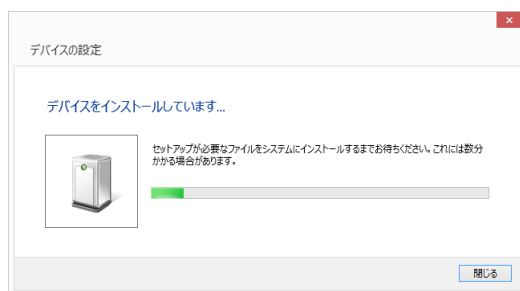 デバイスの設定
デバイスをインストールしています...
セットアップが必要なファイルをシステムにインストールするまでお待ちください。これには数分
かかる場合があります。
閉じる